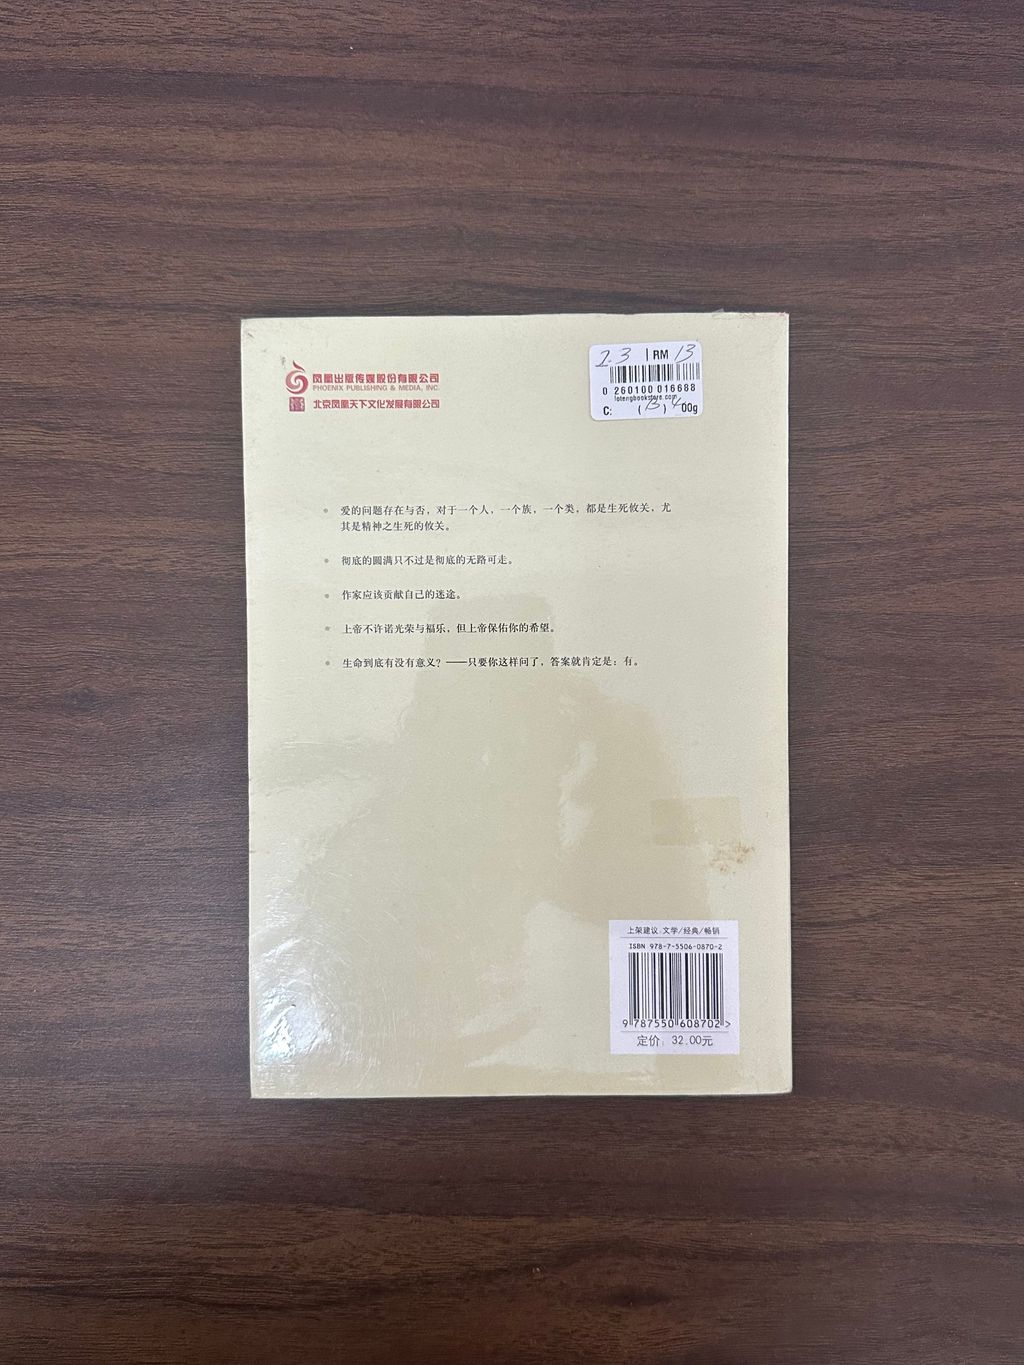 凤凰出版传媒股份有限公司
PHOENIX PUBLISHING & MEDIA, INC.
北京凤凰天下文化发展有限公司
2.3 | RM 13
0 260100 016688
lotengbookstore.com
C: ( 13 ) 400g
• 爱的问题存在与否，对于一个人，一个族，一个类，都是生死攸关，尤
其是精神之生死的攸关。
• 彻底的圆满只不过是彻底的无路可走。
• 作家应该贡献自己的迷途。
• 上帝不许诺光荣与福乐，但上帝保佑你的希望。
• 生命到底有没有意义？——只要你这样问了，答案就肯定是：有。
上架建议 文学/经典/畅销
ISBN 978-7-5506-0870-2
9 787550 608702 >
定价：32.00元